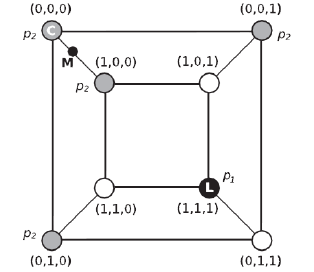 (0,0,0) (0,0,1)
p2 C p2
M (1,0,0) (1,0,1)
p2
L p1
(1,1,0) (1,1,1)
p2
(0,1,0) (0,1,1)